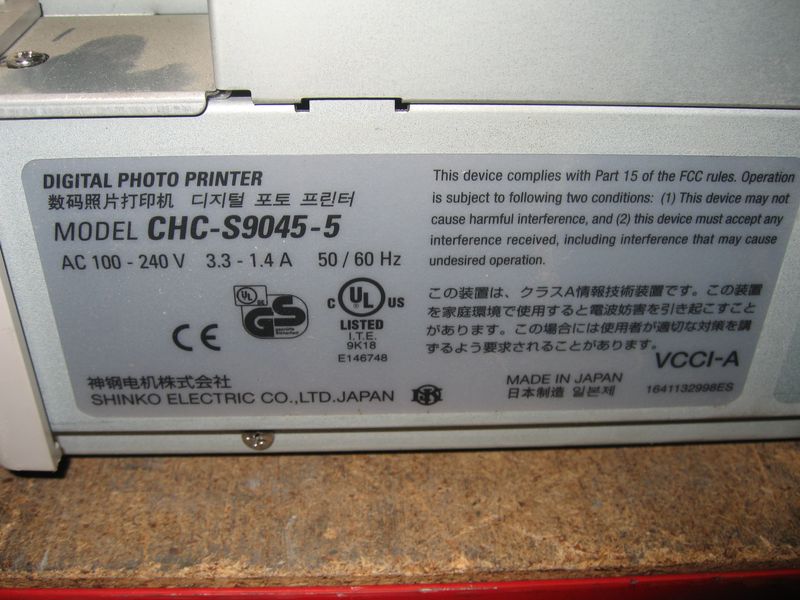 DIGITAL PHOTO PRINTER
数码照片打印机 디지털 포토 프린터
MODEL CHC-S9045-5
AC 100 - 240 V 3.3 - 1.4 A 50 / 60 Hz
This device complies with Part 15 of the FCC rules. Operation
is subject to following two conditions: (1) This device may not
cause harmful interference, and (2) this device must accept any
interference received, including interference that may cause
undesired operation.
この装置は、クラスA情報技術装置です。この装置
を家庭環境で使用すると電波妨害を引き起こすこと
があります。この場合には使用者が適切な対策を講
ずるよう要求されることがあります。
VCCI-A
CE
UL
GS
C UL US
LISTED
I.T.E.
9K18
E146748
神钢电机株式会社
SHINKO ELECTRIC CO.,LTD.JAPAN
MADE IN JAPAN
日本制造 일본제
1641132998ES